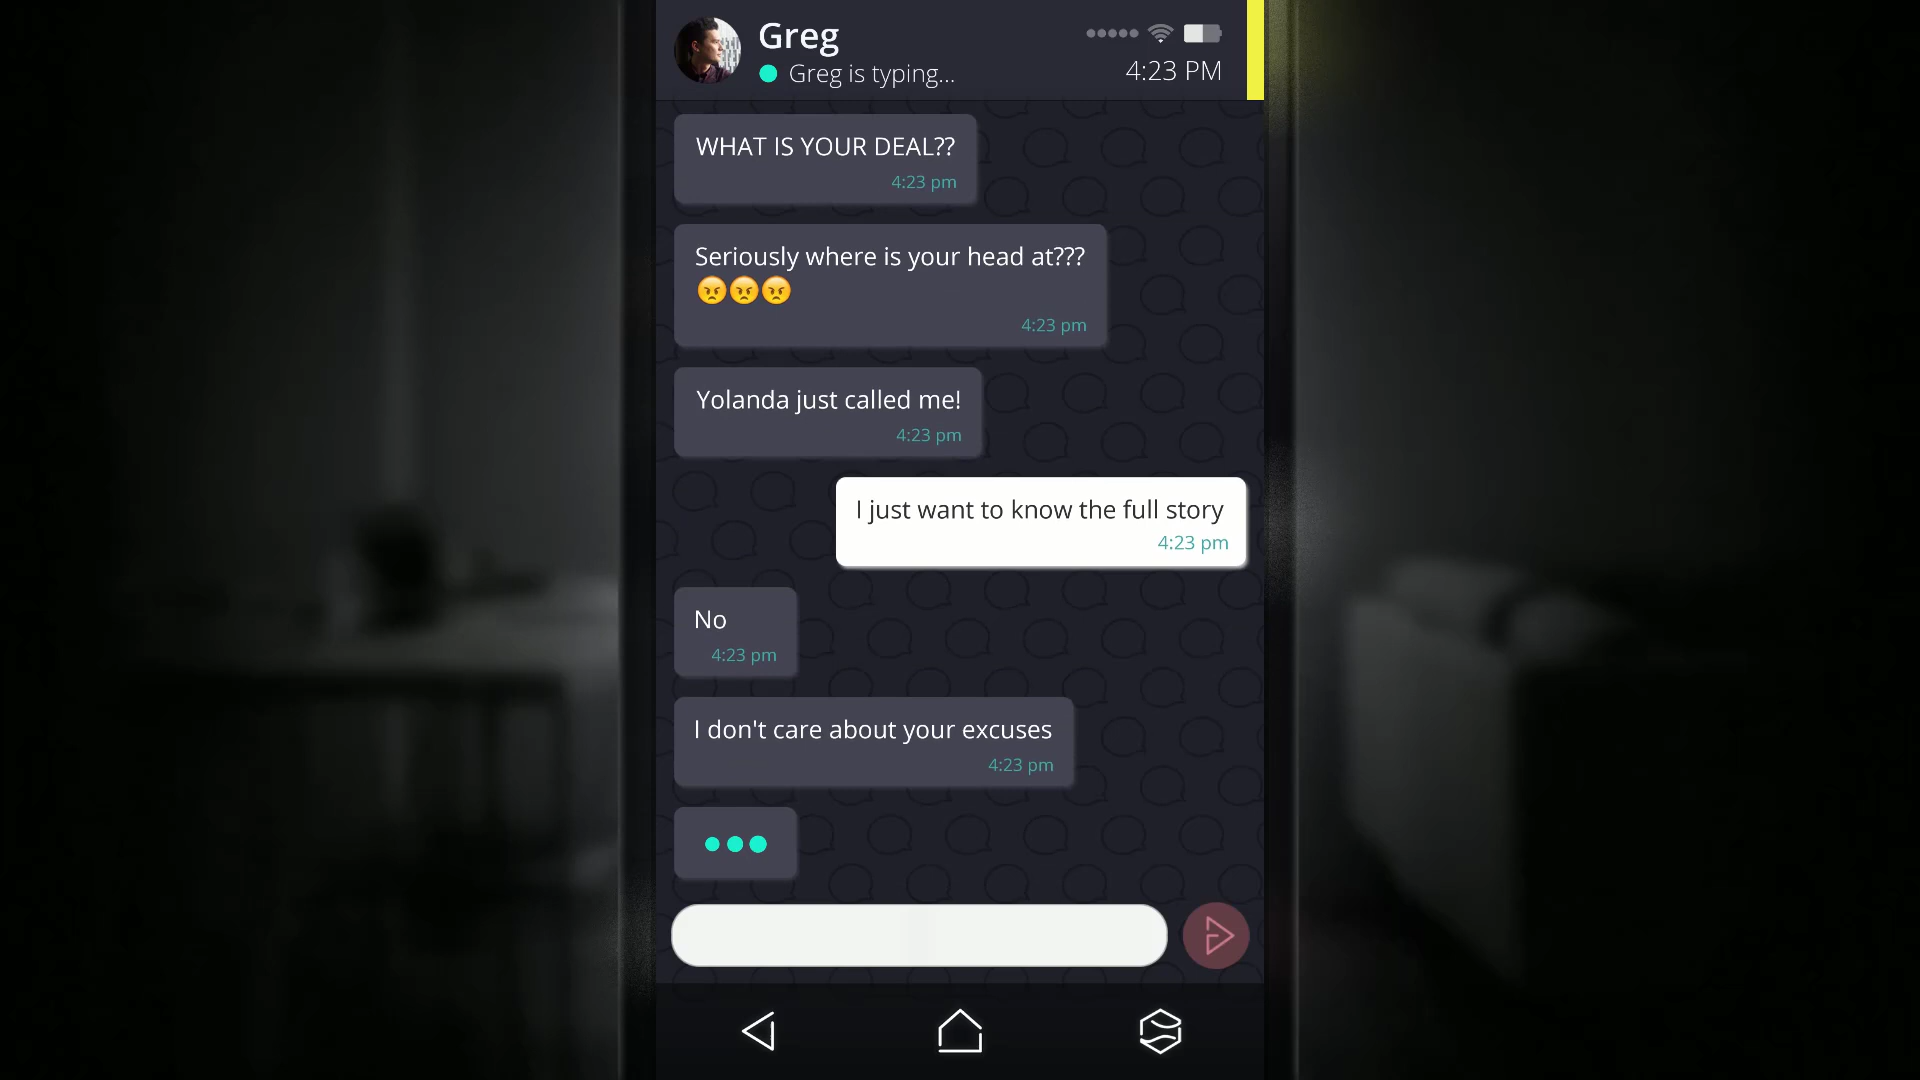 Greg
Greg is typing...
4:23 PM
WHAT IS YOUR DEAL??
4:23 pm
Seriously where is your head at???
😠😠😠
4:23 pm
Yolanda just called me!
4:23 pm
I just want to know the full story
4:23 pm
No
4:23 pm
I don't care about your excuses
4:23 pm